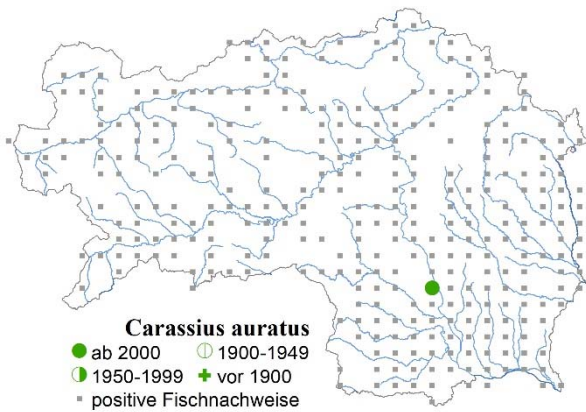 Carassius auratus
ab 2000 1900-1949
1950-1999 vor 1900
positive Fischnachweise